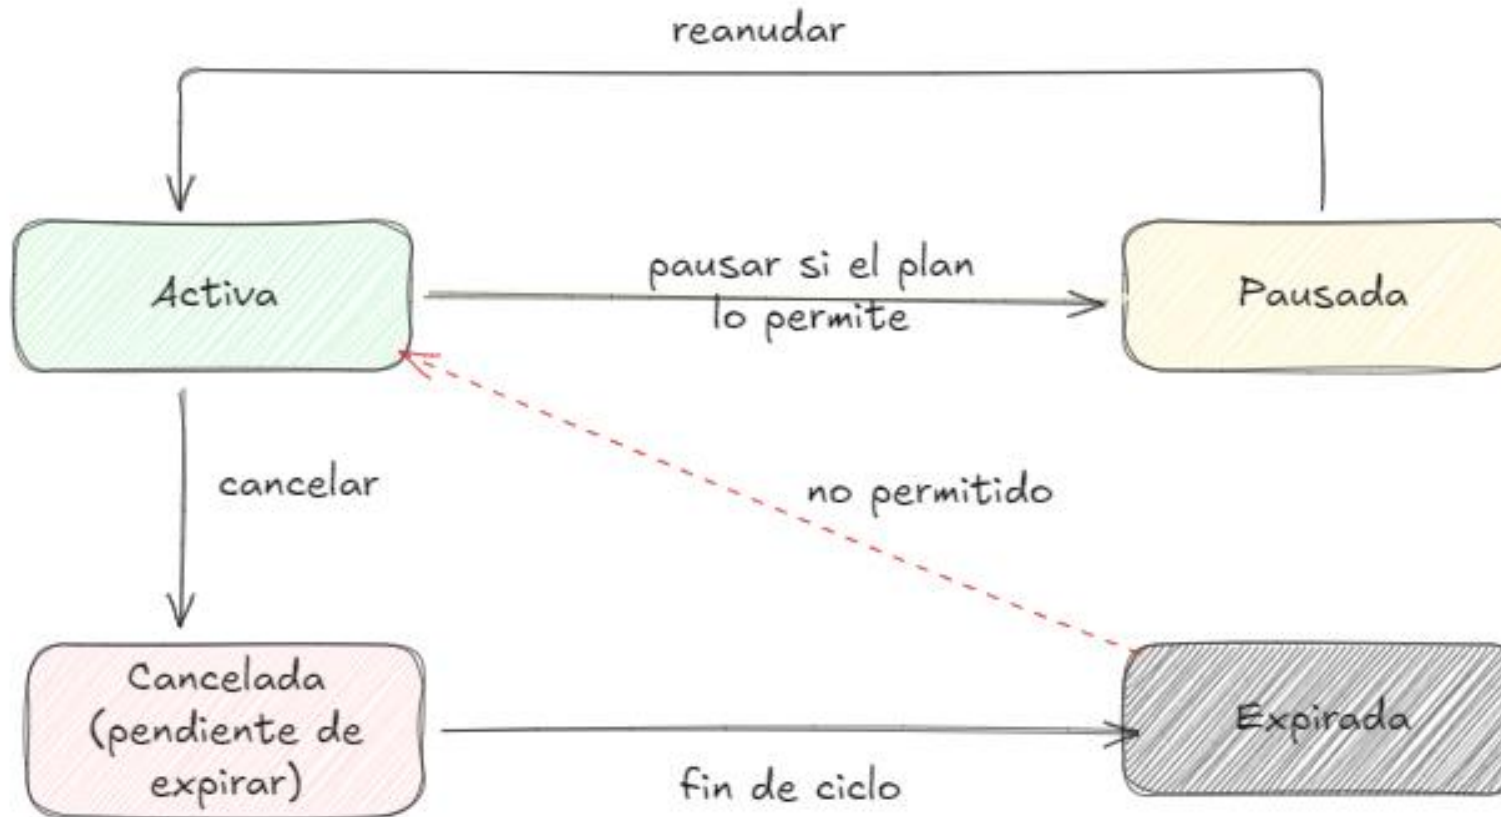 reanudar
Activa
pausar si el plan
lo permite
Pausada
cancelar
no permitido
Cancelada
(pendiente de
expirar)
fin de ciclo
Expirada